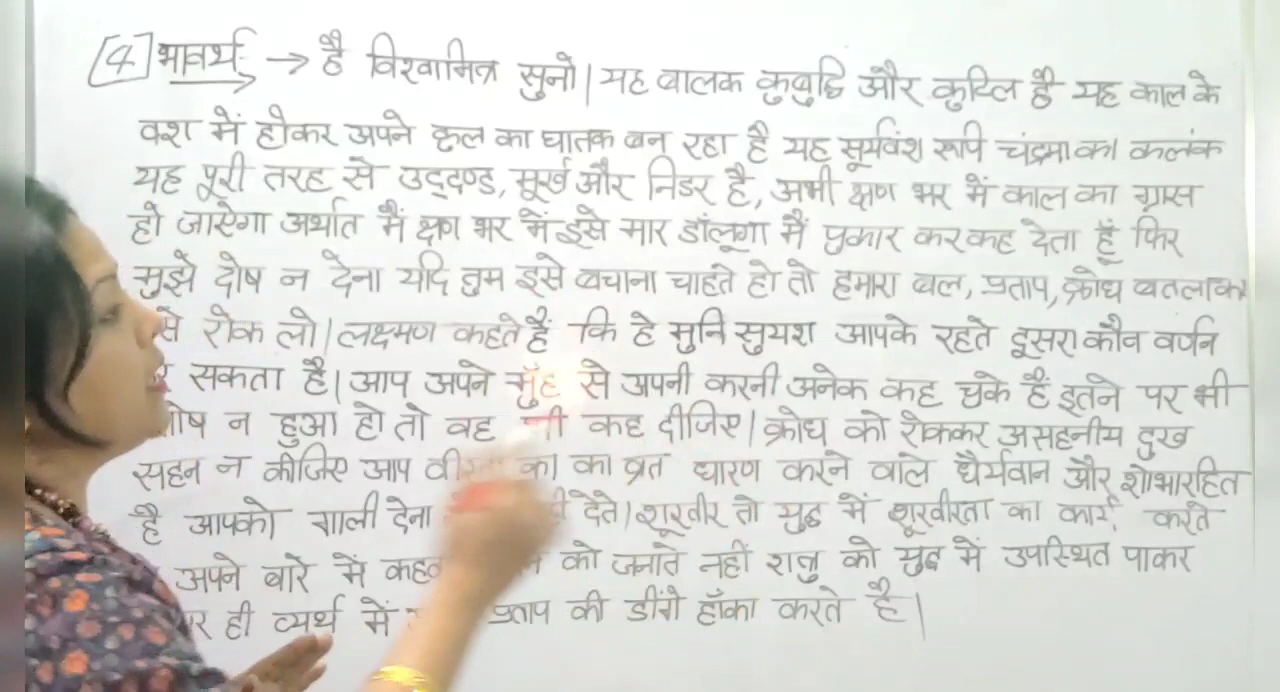 [4] भावर्थ: → है विश्वामित्र सुनो। यह बालक कुबुद्धि और कुटिल है यह काल के
वश में होकर अपने कुल का घातक बन रहा है यह सूर्यवंश रूपि चंद्रमा का कलंक
यह पूरी तरह से उद्दण्ड, मूर्ख और निडर है, अभी क्षण भर में काल का ग्रास
हो जाऐगा अर्थात मैं क्षण भर में इसे मार डॉलूगा मैं पुकार कर कह देता हूँ फिर
मुझे दोष न देना यदि तुम इसे बचाना चाहते हो तो हमारा बल, प्रताप, क्रोध बतलाकर
से रोक लो। लक्ष्मण कहते हैं कि हे मुनि सुयश आपके रहते दूसरा कौन वर्णन
सकता है। आप अपने मुँह से अपनी करनी अनेक कह चुके हैं इतने पर भी
न हुआ हो तो वह भी कह दीजिए। क्रोध को रोककर असहनीय दुख
सहन न कीजिए आप का व्रत धारण करने वाले धैर्यवान और शोभारहित
है आपको गाली देना देते। शूरवीर तो युद्ध में शूरवीरता का कार्य, करते
अपने बारे में को जनाते नहीं शत्रु को युद्ध में उपस्थित पाकर
ही व्यर्थ में प्रताप की डींगे हाँका करते है।